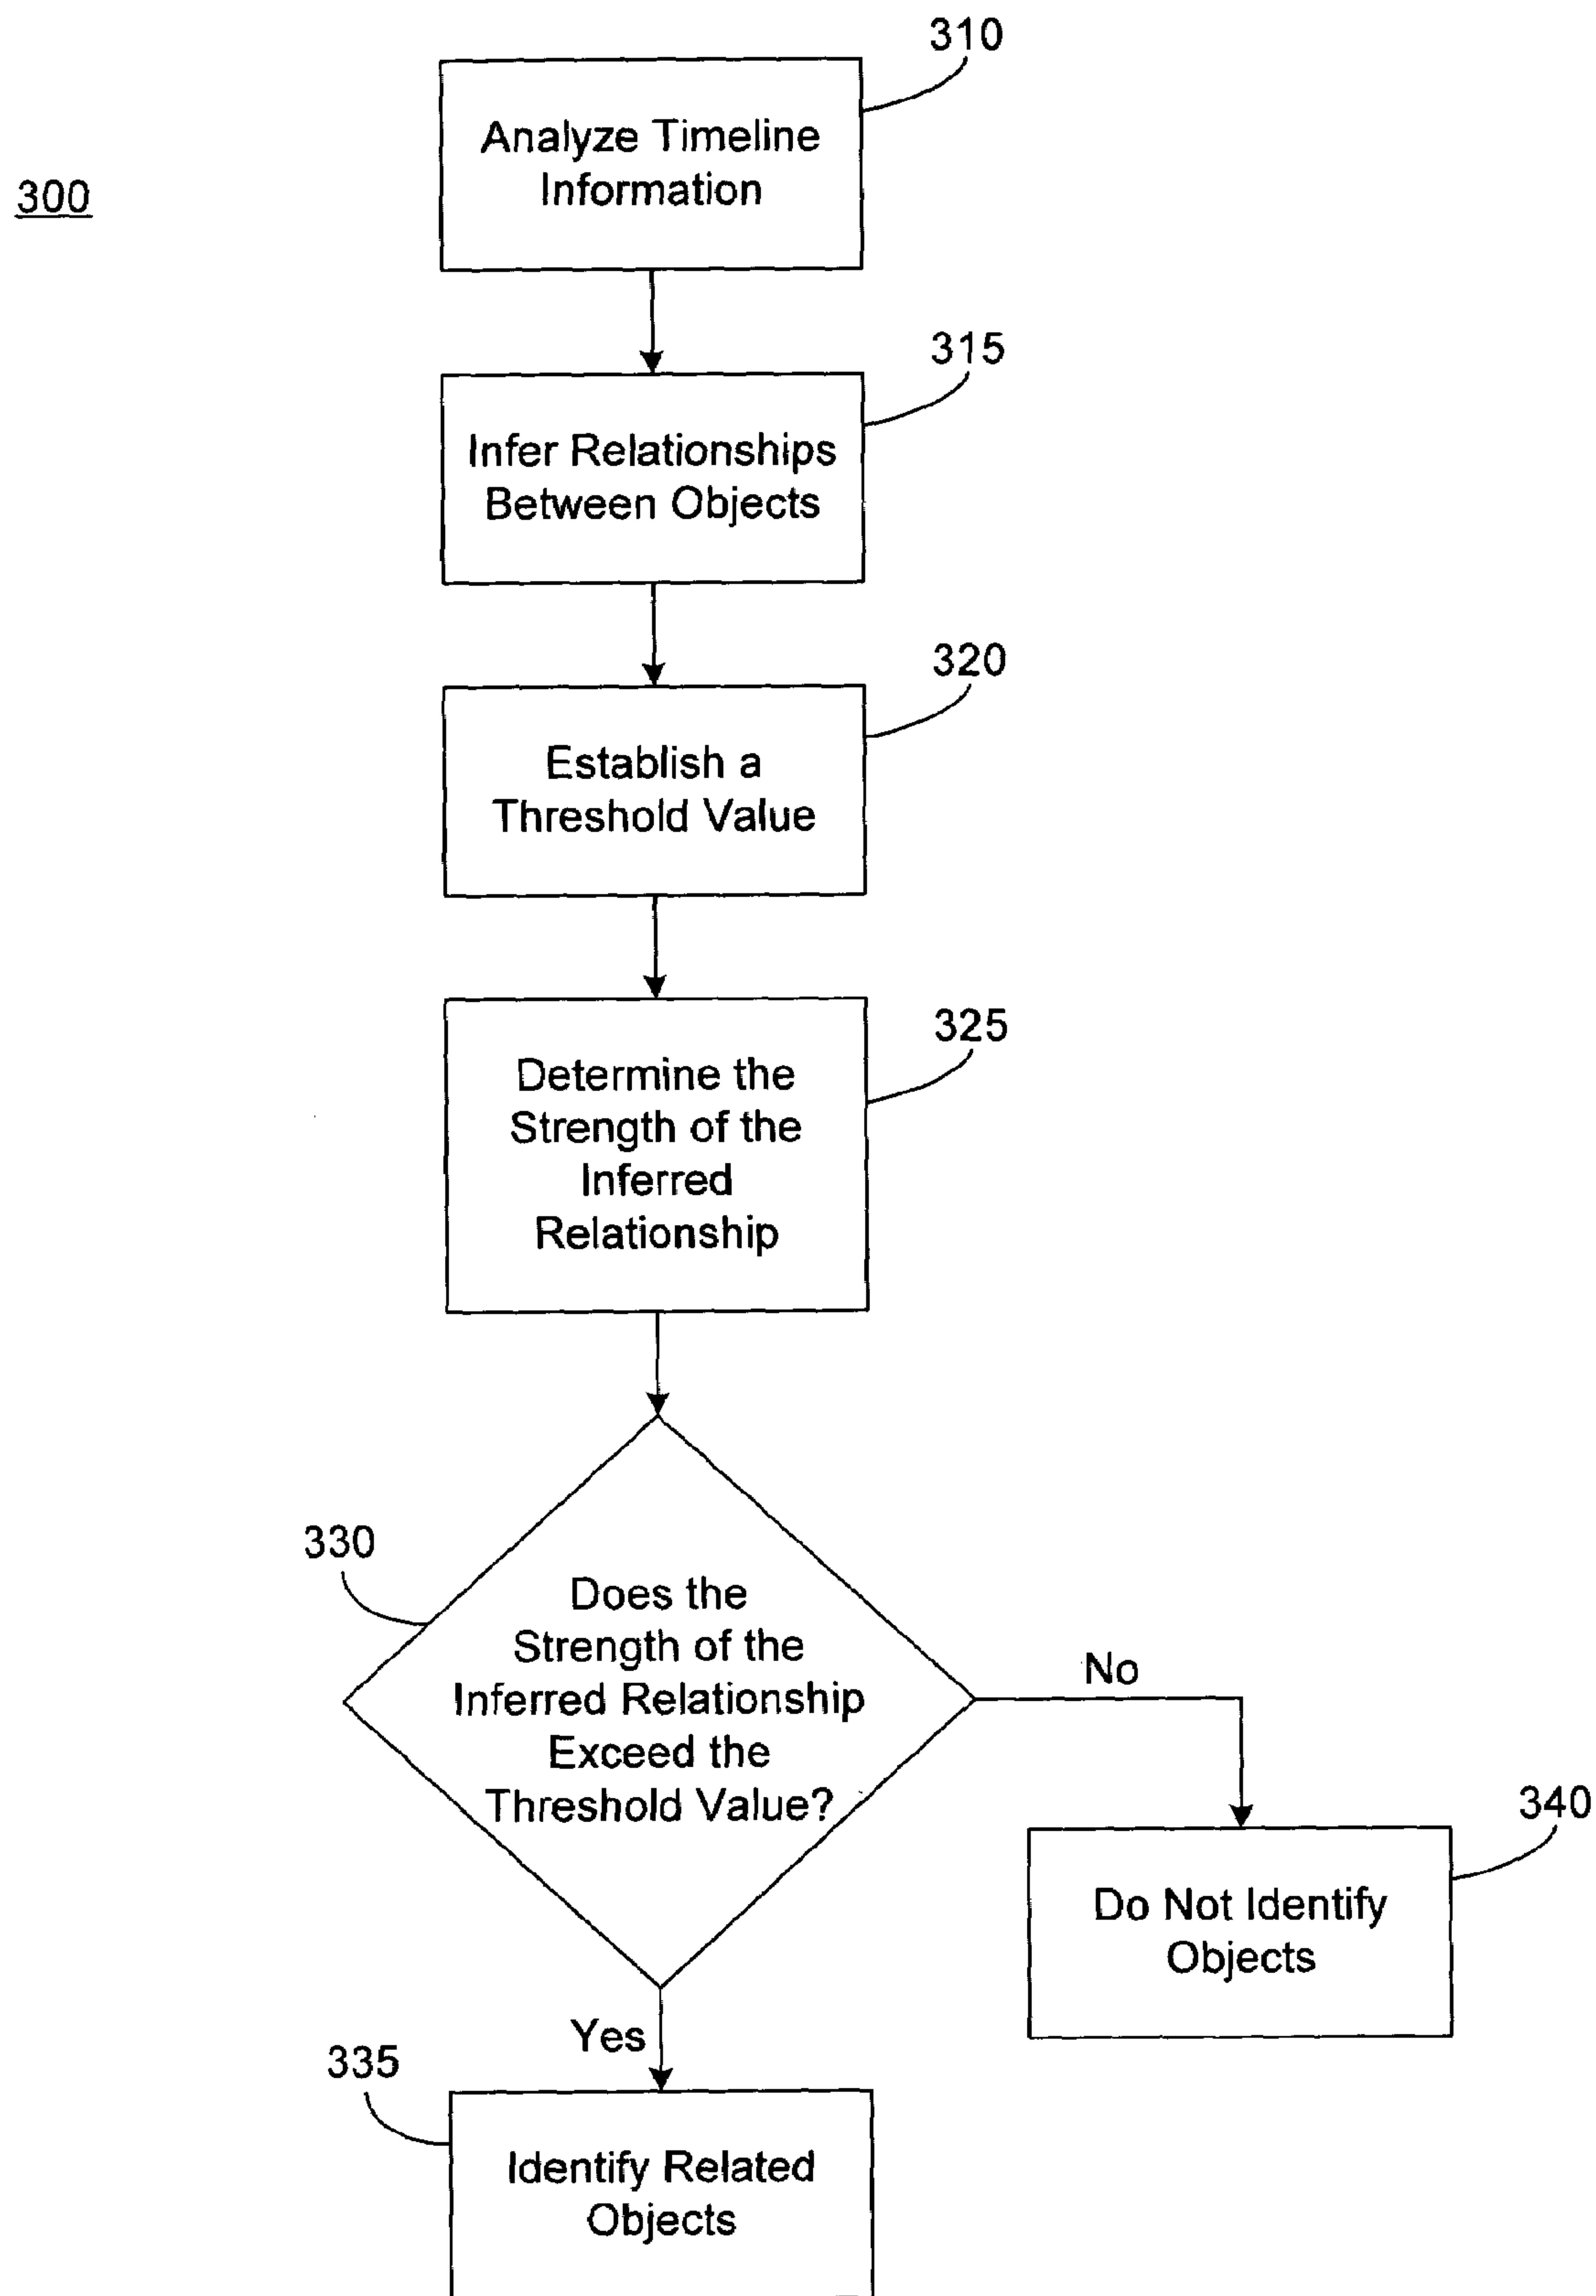 310
Analyze Timeline
Information
300
315
Infer Relationships
Between Objects
320
Establish a
Threshold Value
325
Determine the
Strength of the
Inferred
Relationship
330
Does the
Strength of the
Inferred Relationship
Exceed the
Threshold Value?
No
340
Do Not Identify
Objects
Yes
335
Identify Related
Objects